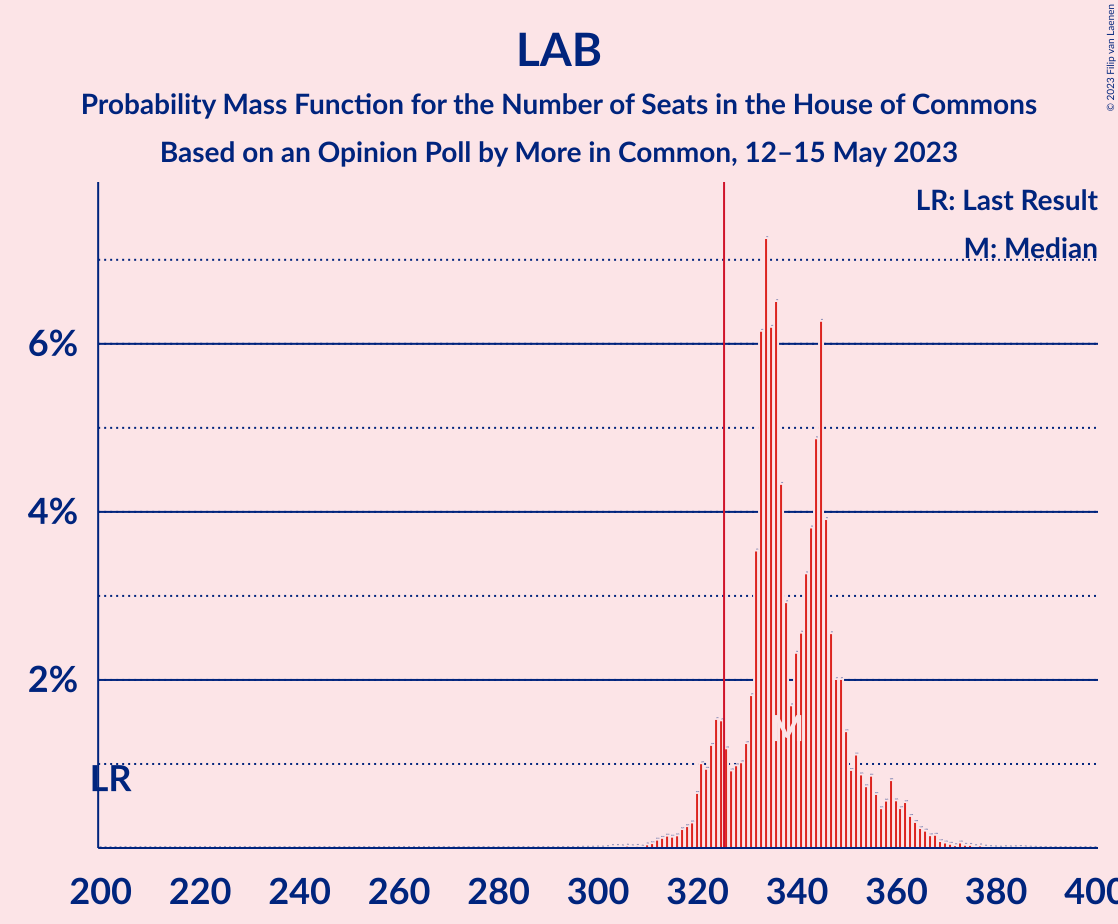 LAB
Probability Mass Function for the Number of Seats in the House of Commons
Based on an Opinion Poll by More in Common, 12–15 May 2023
© 2023 Filip van Laenen
LR: Last Result
M: Median
6%
4%
2%
LR
M
200 220 240 260 280 300 320 340 360 380 400